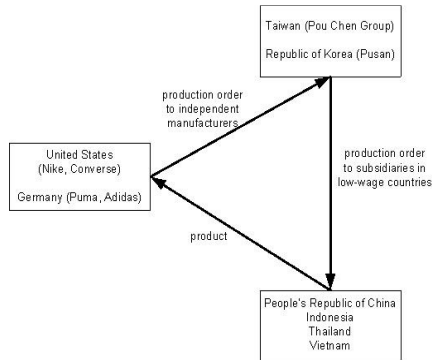 Taiwan (Pou Chen Group)
Republic of Korea (Pusan)
production order
to independent
manufacturers
United States
(Nike, Converse)
Germany (Puma, Adidas)
production order
to subsidiaries in
low-wage countries
product
People's Republic of China
Indonesia
Thailand
Vietnam